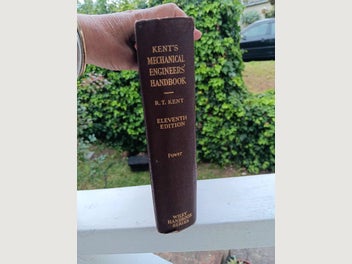 KENT'S
MECHANICAL
ENGINEERS'
HANDBOOK
R.T. KENT
ELEVENTH
EDITION
Power
WILEY
HANDBOOK
SERIES